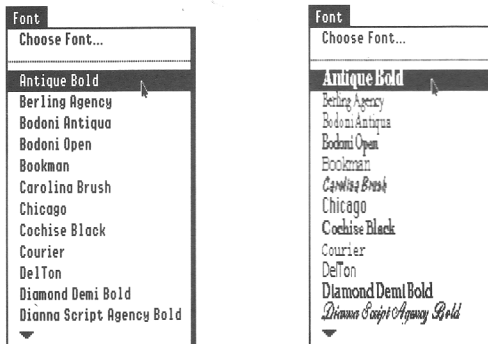 Font
Choose Font...
Antique Bold
Berling Agency
Bodoni Antiqua
Bodoni Open
Bookman
Carolina Brush
Chicago
Cochise Black
Courier
DelTon
Diamond Demi Bold
Dianna Script Agency Bold
Font
Choose Font...
Antique Bold
Berling Agency
Bodoni Antiqua
Bodoni Open
Bookman
Carolina Brush
Chicago
Cochise Black
Courier
DelTon
Diamond Demi Bold
Dianna Script Agency Bold